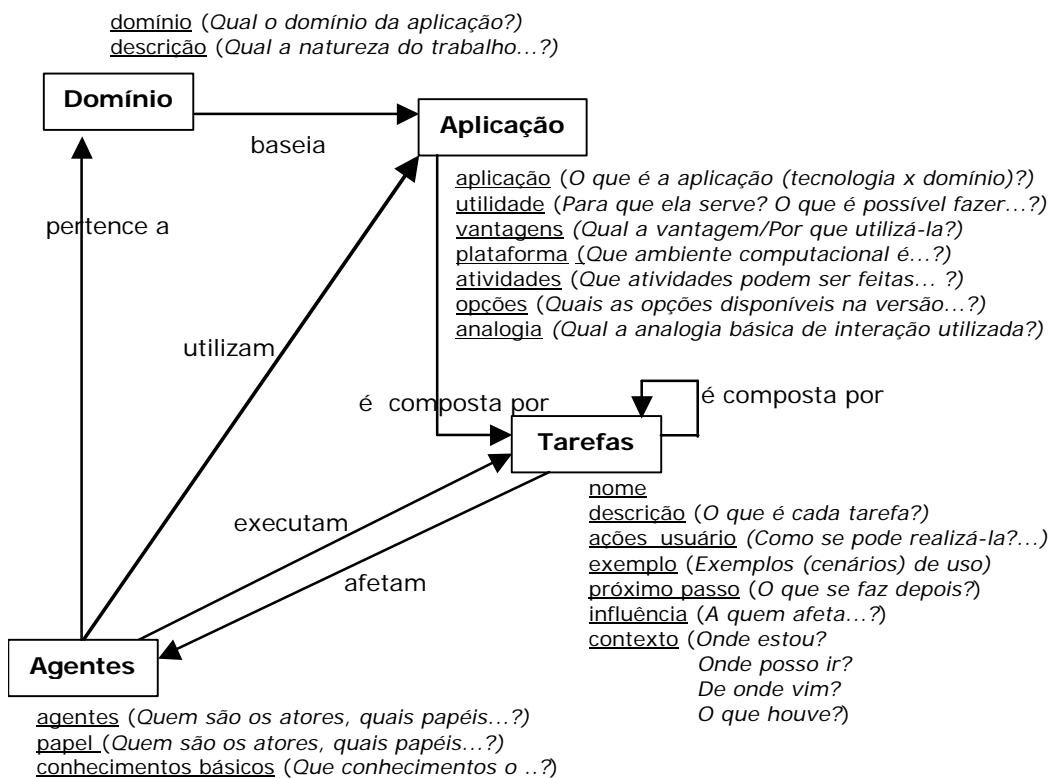 domínio (Qual o domínio da aplicação?)
descrição (Qual a natureza do trabalho...?)
Domínio
baseia
Aplicação
aplicação (O que é a aplicação (tecnologia x domínio)?)
utilidade (Para que ela serve? O que é possível fazer...?)
vantagens (Qual a vantagem/Por que utilizá-la?)
plataforma (Que ambiente computacional é...?)
atividades (Que atividades podem ser feitas... ?)
opções (Quais as opções disponíveis na versão...?)
analogia (Qual a analogia básica de interação utilizada?)
pertence a
utilizam
é composta por
é composta por
Tarefas
nome
descrição (O que é cada tarefa?)
ações usuário (Como se pode realizá-la?...)
exemplo (Exemplos (cenários) de uso)
próximo passo (O que se faz depois?)
influência (A quem afeta...?)
contexto (Onde estou?
Onde posso ir?
De onde vim?
O que houve?)
executam
afetam
Agentes
agentes (Quem são os atores, quais papéis...?)
papel (Quem são os atores, quais papéis...?)
conhecimentos básicos (Que conhecimentos o ..?)